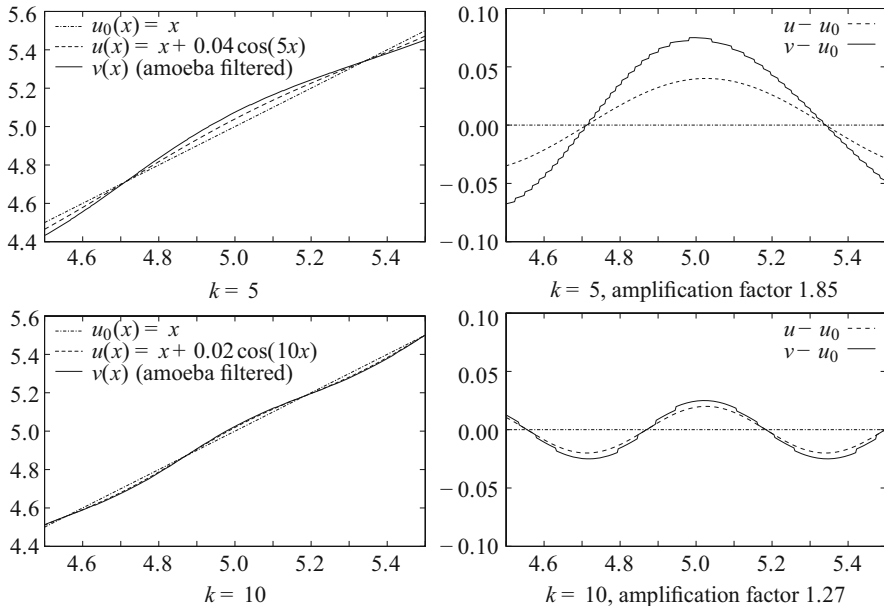 5.6
5.4
5.2
5.0
4.8
4.6
4.4
u0(x) = x
u(x) = x + 0.04 cos(5x)
v(x) (amoeba filtered)
4.6 4.8 5.0 5.2 5.4
k = 5
0.10
0.05
0.00
−0.05
−0.10
u − u0
v − u0
4.6 4.8 5.0 5.2 5.4
k = 5, amplification factor 1.85
5.6
5.4
5.2
5.0
4.8
4.6
4.4
u0(x) = x
u(x) = x + 0.02 cos(10x)
v(x) (amoeba filtered)
4.6 4.8 5.0 5.2 5.4
k = 10
0.10
0.05
0.00
−0.05
−0.10
u − u0
v − u0
4.6 4.8 5.0 5.2 5.4
k = 10, amplification factor 1.27